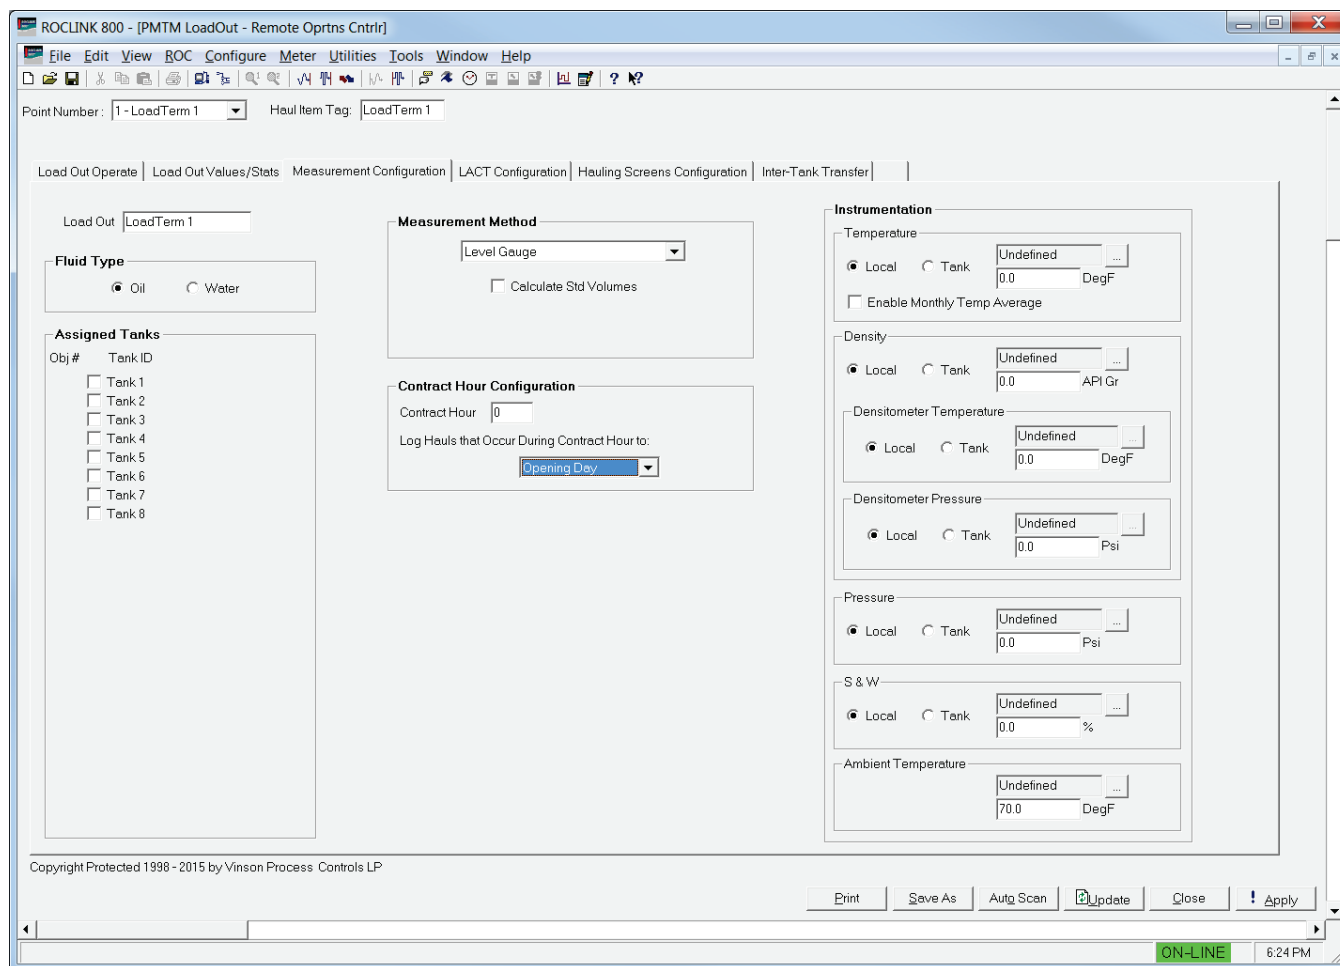 ROCLINK 800 - [PMTM LoadOut - Remote Oprtns Cntrlr]
File Edit View ROC Configure Meter Utilities Tools Window Help
Point Number : 1 - LoadTerm 1 Haul Item Tag: LoadTerm 1
Load Out Operate Load Out Values/Stats Measurement Configuration LACT Configuration Hauling Screens Configuration Inter-Tank Transfer
Load Out LoadTerm 1
Fluid Type
Oil Water
Assigned Tanks
Obj # Tank ID
Tank 1
Tank 2
Tank 3
Tank 4
Tank 5
Tank 6
Tank 7
Tank 8
Measurement Method
Level Gauge
Calculate Std Volumes
Contract Hour Configuration
Contract Hour 0
Log Hauls that Occur During Contract Hour to:
Opening Day
Instrumentation
Temperature
Undefined ...
Local Tank
0.0 DegF
Enable Monthly Temp Average
Density
Undefined ...
Local Tank
0.0 API Gr
Densitometer Temperature
Undefined ...
Local Tank
0.0 DegF
Densitometer Pressure
Undefined ...
Local Tank
0.0 Psi
Pressure
Undefined ...
Local Tank
0.0 Psi
S & W
Undefined ...
Local Tank
0.0 %
Ambient Temperature
Undefined ...
70.0 DegF
Copyright Protected 1998 - 2015 by Vinson Process Controls LP
Print Save As Auto Scan Update Close ! Apply
ON-LINE 6:24 PM